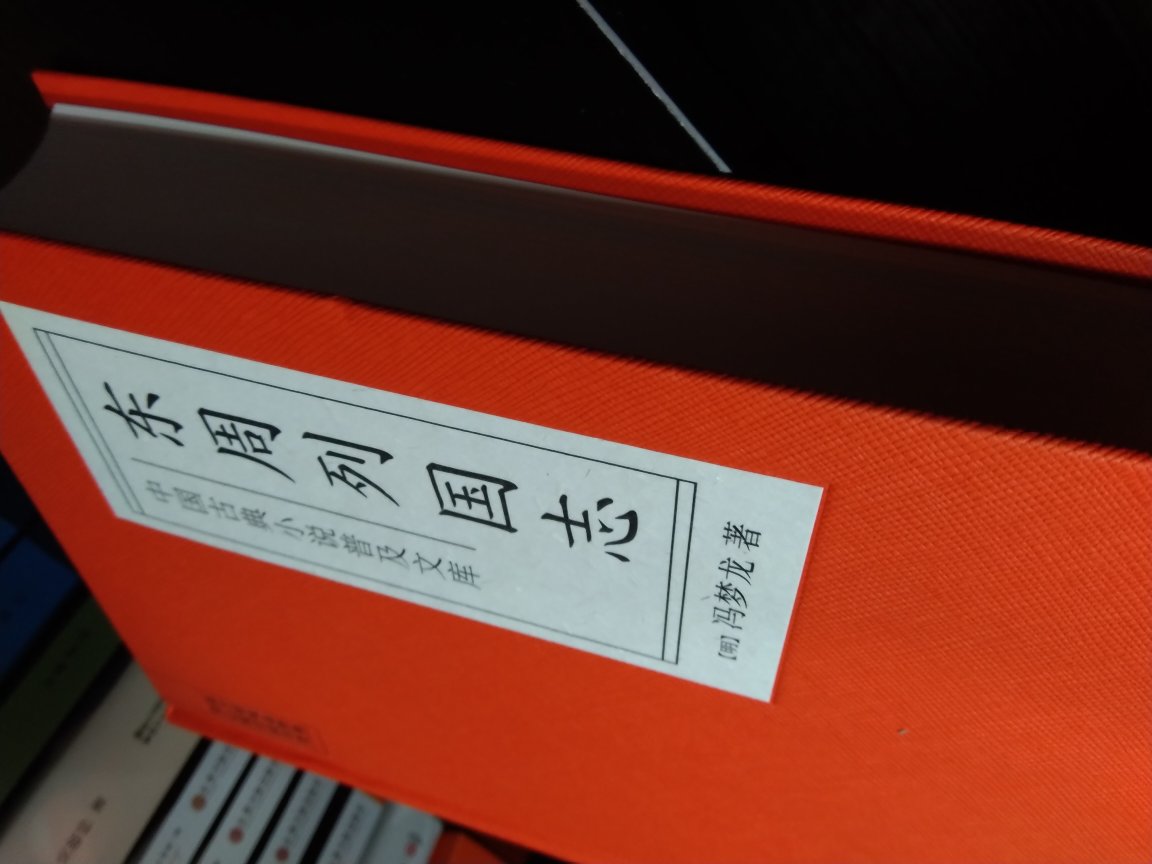 东周列国志
中国古典小说普及文库
[明]冯梦龙 著